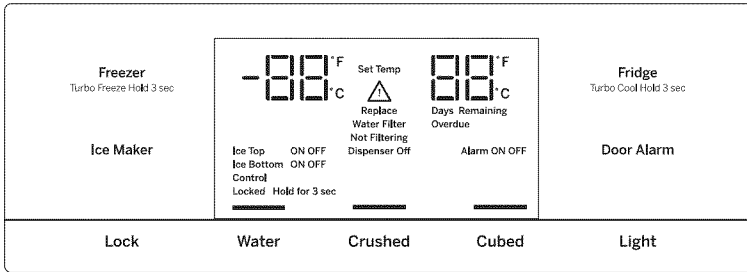 -88 °F °C
Set Temp
88 °F °C
Freezer
Turbo Freeze Hold 3 sec
Fridge
Turbo Cool Hold 3 sec
Replace
Water Filter
Not Filtering
Dispenser Off
Days Remaining
Overdue
Ice Maker
Ice Top ON OFF
Ice Bottom ON OFF
Control
Locked Hold for 3 sec
Alarm ON OFF
Door Alarm
Lock
Water
Crushed
Cubed
Light